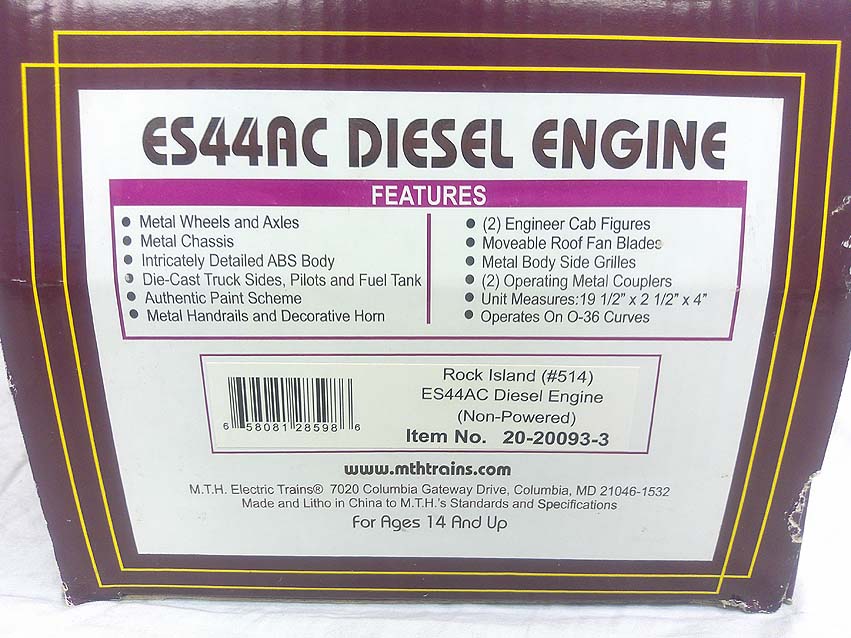 ES44AC DIESEL ENGINE
FEATURES
Metal Wheels and Axles
Metal Chassis
Intricately Detailed ABS Body
Die-Cast Truck Sides, Pilots and Fuel Tank
Authentic Paint Scheme
Metal Handrails and Decorative Horn
(2) Engineer Cab Figures
Moveable Roof Fan Blades
Metal Body Side Grilles
(2) Operating Metal Couplers
Unit Measures:19 1/2” x 2 1/2” x 4”
Operates On O-36 Curves
Rock Island (#514)
ES44AC Diesel Engine
(Non-Powered)
Item No. 20-20093-3
6 58081 28598 6
www.mthtrains.com
M.T.H. Electric Trains® 7020 Columbia Gateway Drive, Columbia, MD 21046-1532
Made and Litho in China to M.T.H.'s Standards and Specifications
For Ages 14 And Up